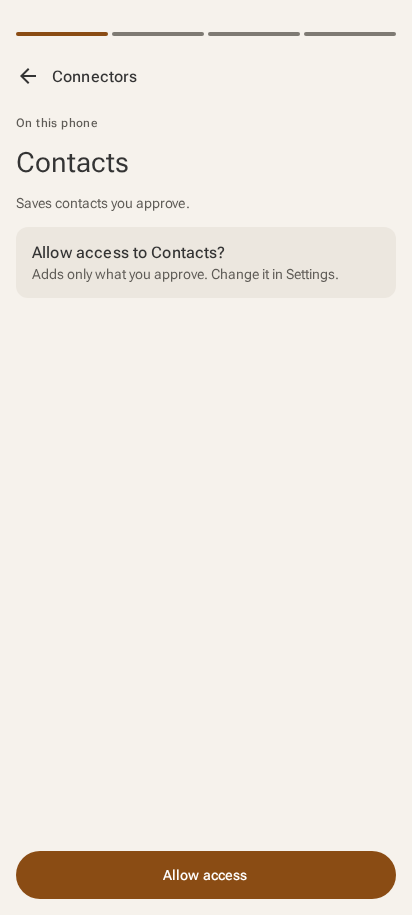 Connectors
On this phone
Contacts
Saves contacts you approve.
Allow access to Contacts?
Adds only what you approve. Change it in Settings.
Allow access